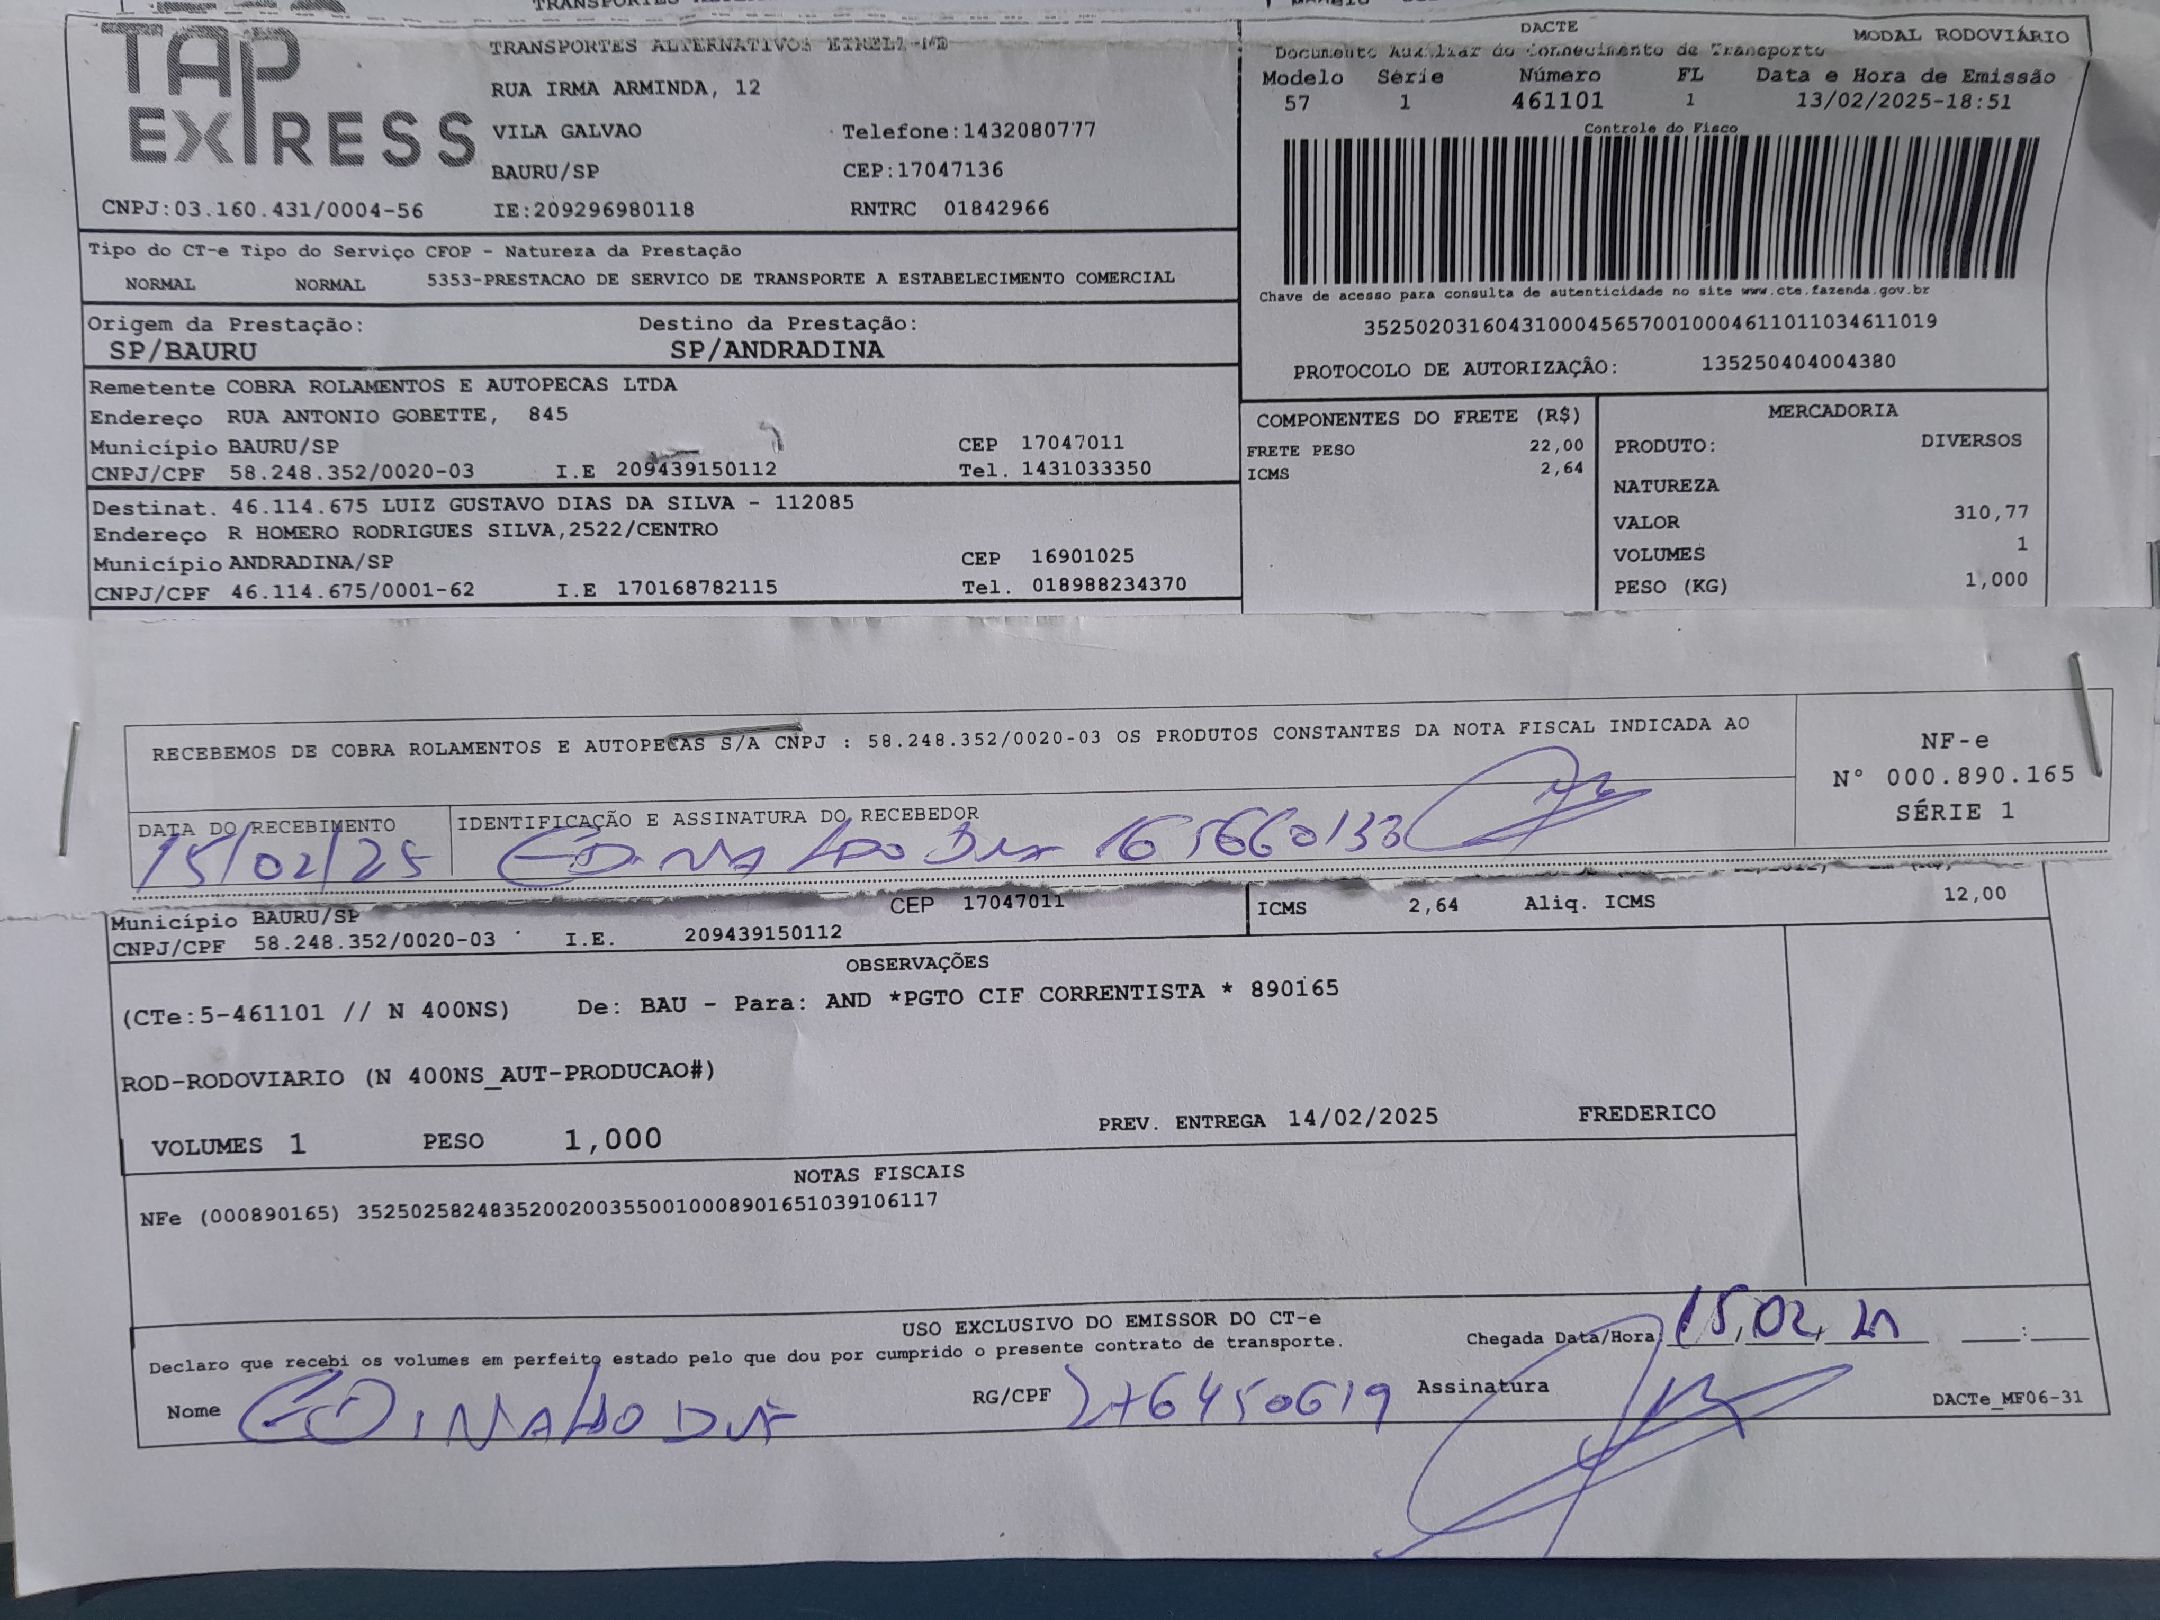 TAP
EXPRESS
TRANSPORTES ALTERNATIVOS EIRELI-ME
RUA IRMA ARMINDA, 12
VILA GALVAO Telefone:1432080777
BAURU/SP CEP:17047136
CNPJ:03.160.431/0004-56 IE:209296980118 RNTRC 01842966
DACTE
MODAL RODOVIÁRIO
Documento Auxiliar do Conhecimento de Transporte
Modelo Série Número FL Data e Hora de Emissão
57 1 461101 1 13/02/2025-18:51
Controle do Fisco
Chave de acesso para consulta de autenticidade no site www.cte.fazenda.gov.br
35250203160431000456570010004611011034611019
PROTOCOLO DE AUTORIZAÇÃO: 135250404004380
Tipo do CT-e Tipo do Serviço CFOP - Natureza da Prestação
NORMAL NORMAL 5353-PRESTACAO DE SERVICO DE TRANSPORTE A ESTABELECIMENTO COMERCIAL
Origem da Prestação: Destino da Prestação:
SP/BAURU SP/ANDRADINA
Remetente COBRA ROLAMENTOS E AUTOPECAS LTDA
Endereço RUA ANTONIO GOBETTE, 845
Município BAURU/SP CEP 17047011
CNPJ/CPF 58.248.352/0020-03 I.E 209439150112 Tel. 1431033350
Destinat. 46.114.675 LUIZ GUSTAVO DIAS DA SILVA - 112085
Endereço R HOMERO RODRIGUES SILVA,2522/CENTRO
Município ANDRADINA/SP CEP 16901025
CNPJ/CPF 46.114.675/0001-62 I.E 170168782115 Tel. 018988234370
COMPONENTES DO FRETE (R$)
FRETE PESO 22,00
ICMS 2,64
MERCADORIA
PRODUTO: DIVERSOS
NATUREZA
VALOR 310,77
VOLUMES 1
PESO (KG) 1,000
RECEBEMOS DE COBRA ROLAMENTOS E AUTOPECAS S/A CNPJ : 58.248.352/0020-03 OS PRODUTOS CONSTANTES DA NOTA FISCAL INDICADA AO
NF-e
N° 000.890.165
SÉRIE 1
DATA DO RECEBIMENTO IDENTIFICAÇÃO E ASSINATURA DO RECEBEDOR
15/02/25 EDINALDO 165660133
Município BAURU/SP CEP 17047011
CNPJ/CPF 58.248.352/0020-03 I.E. 209439150112
ICMS 2,64 Aliq. ICMS 12,00
OBSERVAÇÕES
(CTe:5-461101 // N 400NS) De: BAU - Para: AND *PGTO CIF CORRENTISTA * 890165
ROD-RODOVIARIO (N 400NS_AUT-PRODUCAO#)
VOLUMES 1 PESO 1,000 PREV. ENTREGA 14/02/2025 FREDERICO
NOTAS FISCAIS
NFe (000890165) 35250258248352002003550010008901651039106117
USO EXCLUSIVO DO EMISSOR DO CT-e
Declaro que recebi os volumes em perfeito estado pelo que dou por cumprido o presente contrato de transporte.
Chegada Data/Hora 15,02, : 
Nome EDINALDO RG/CPF Assinatura
DACTe_MF06-31